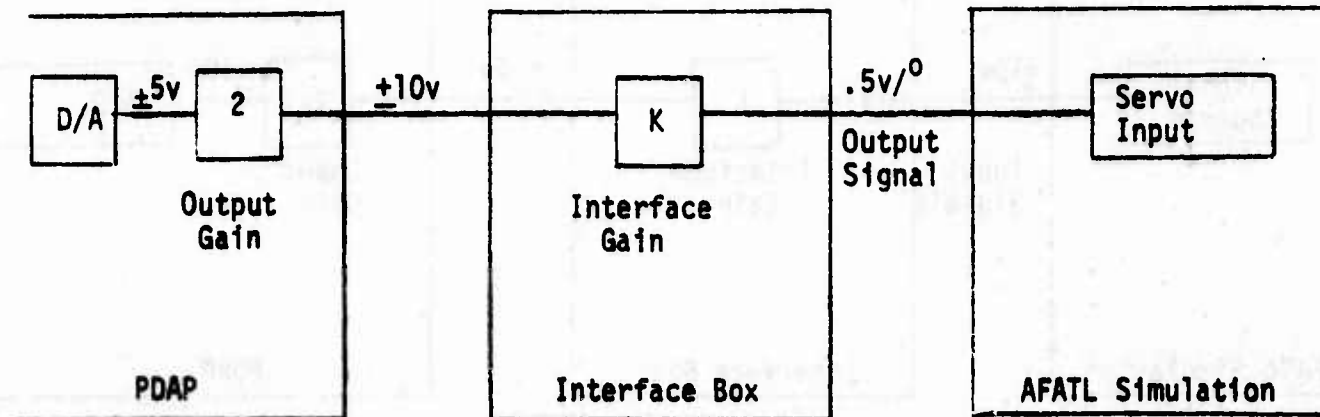 D/A
±5v
2
Output
Gain
±10v
K
Interface
Gain
.5v/°
Output
Signal
Servo
Input
PDAP
Interface Box
AFATL Simulation